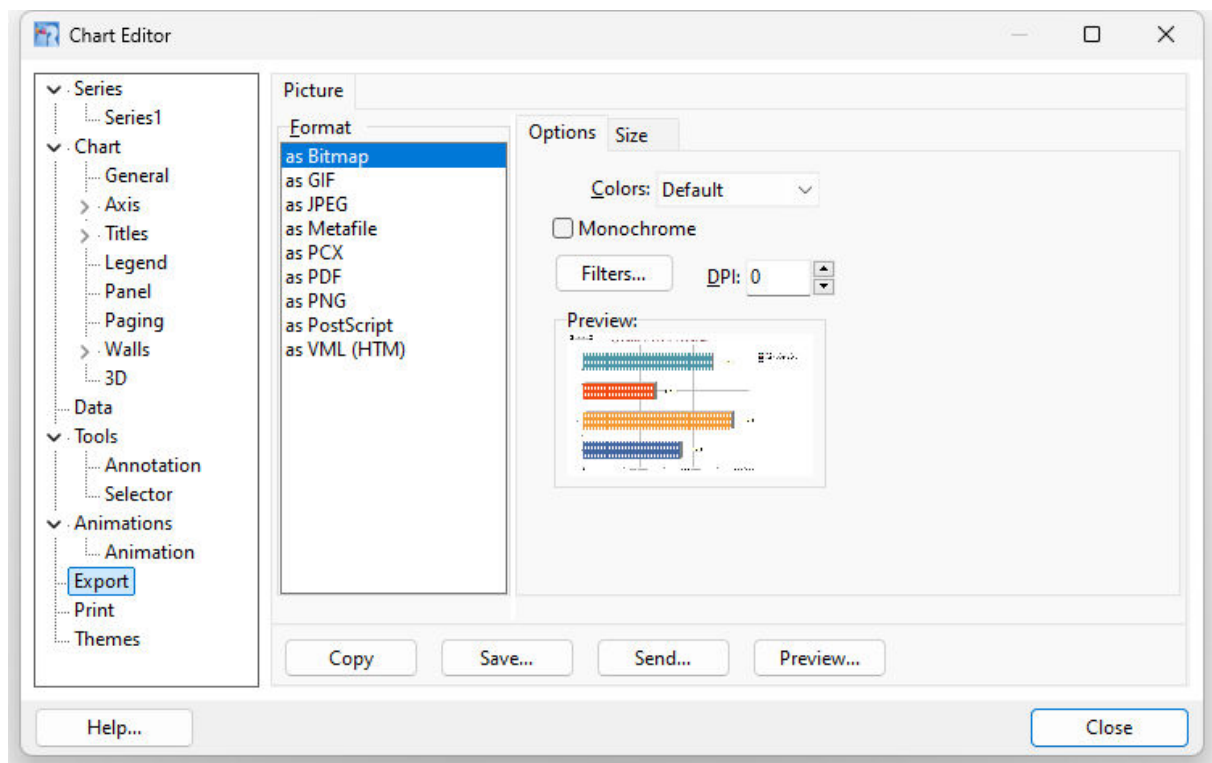 Chart Editor
Series
Series1
Chart
General
Axis
Titles
Legend
Panel
Paging
Walls
3D
Data
Tools
Annotation
Selector
Animations
Animation
Export
Print
Themes
Picture
Format
as Bitmap
as GIF
as JPEG
as Metafile
as PCX
as PDF
as PNG
as PostScript
as VML (HTM)
Options Size
Colors: Default
Monochrome
Filters... DPI: 0
Preview:
Copy Save... Send... Preview...
Help... Close